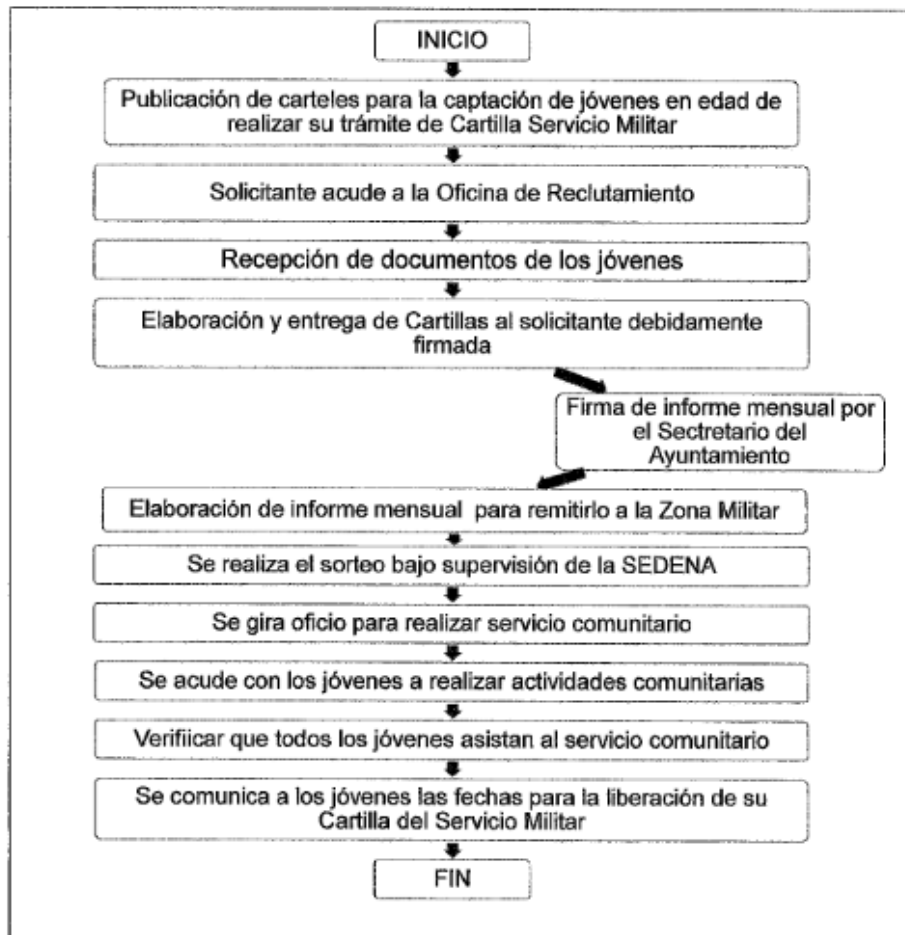 INICIO
Publicación de carteles para la captación de jóvenes en edad de
realizar su trámite de Cartilla Servicio Militar
Solicitante acude a la Oficina de Reclutamiento
Recepción de documentos de los jóvenes
Elaboración y entrega de Cartillas al solicitante debidamente
firmada
Firma de informe mensual por
el Sectretario del
Ayuntamiento
Elaboración de informe mensual para remitirlo a la Zona Militar
Se realiza el sorteo bajo supervisión de la SEDENA
Se gira oficio para realizar servicio comunitario
Se acude con los jóvenes a realizar actividades comunitarias
Verifiicar que todos los jóvenes asistan al servicio comunitario
Se comunica a los jóvenes las fechas para la liberación de su
Cartilla del Servicio Militar
FIN